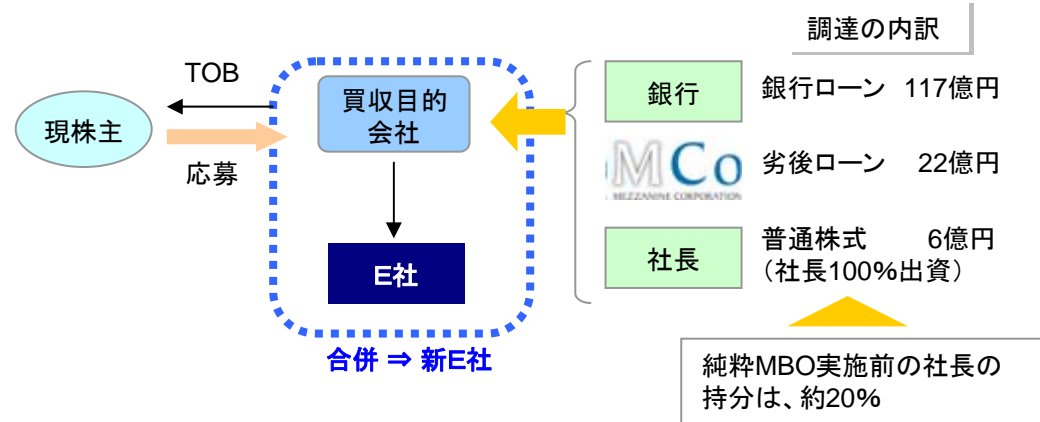 調達の内訳
TOB
現株主
応募
買収目的
会社
E社
合併 ⇒ 新E社
銀行
銀行ローン 117億円
MCo
MEZZANINE CORPORATION
劣後ローン 22億円
社長
普通株式 6億円
（社長100%出資）
純粋MBO実施前の社長の
持分は、約20%